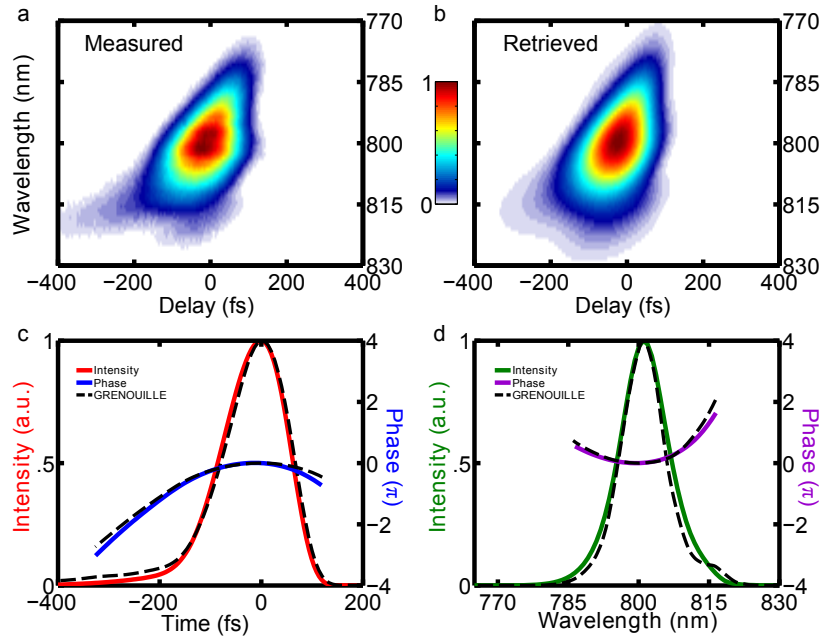 a
Measured
Wavelength (nm)
−400
−200
0
200
400
Delay (fs)
770
785
800
815
830
1
0
b
Retrieved
−400
−200
0
200
400
Delay (fs)
770
785
800
815
830
c
Intensity
Phase
GRENOUILLE
Intensity (a.u.)
1
.5
0
−400
−200
0
200
Time (fs)
4
2
0
−2
−4
Phase (π)
d
Intensity
Phase
GRENOUILLE
Intensity (a.u.)
1
.5
0
770
785
800
815
830
Wavelength (nm)
4
2
0
−2
−4
Phase (π)